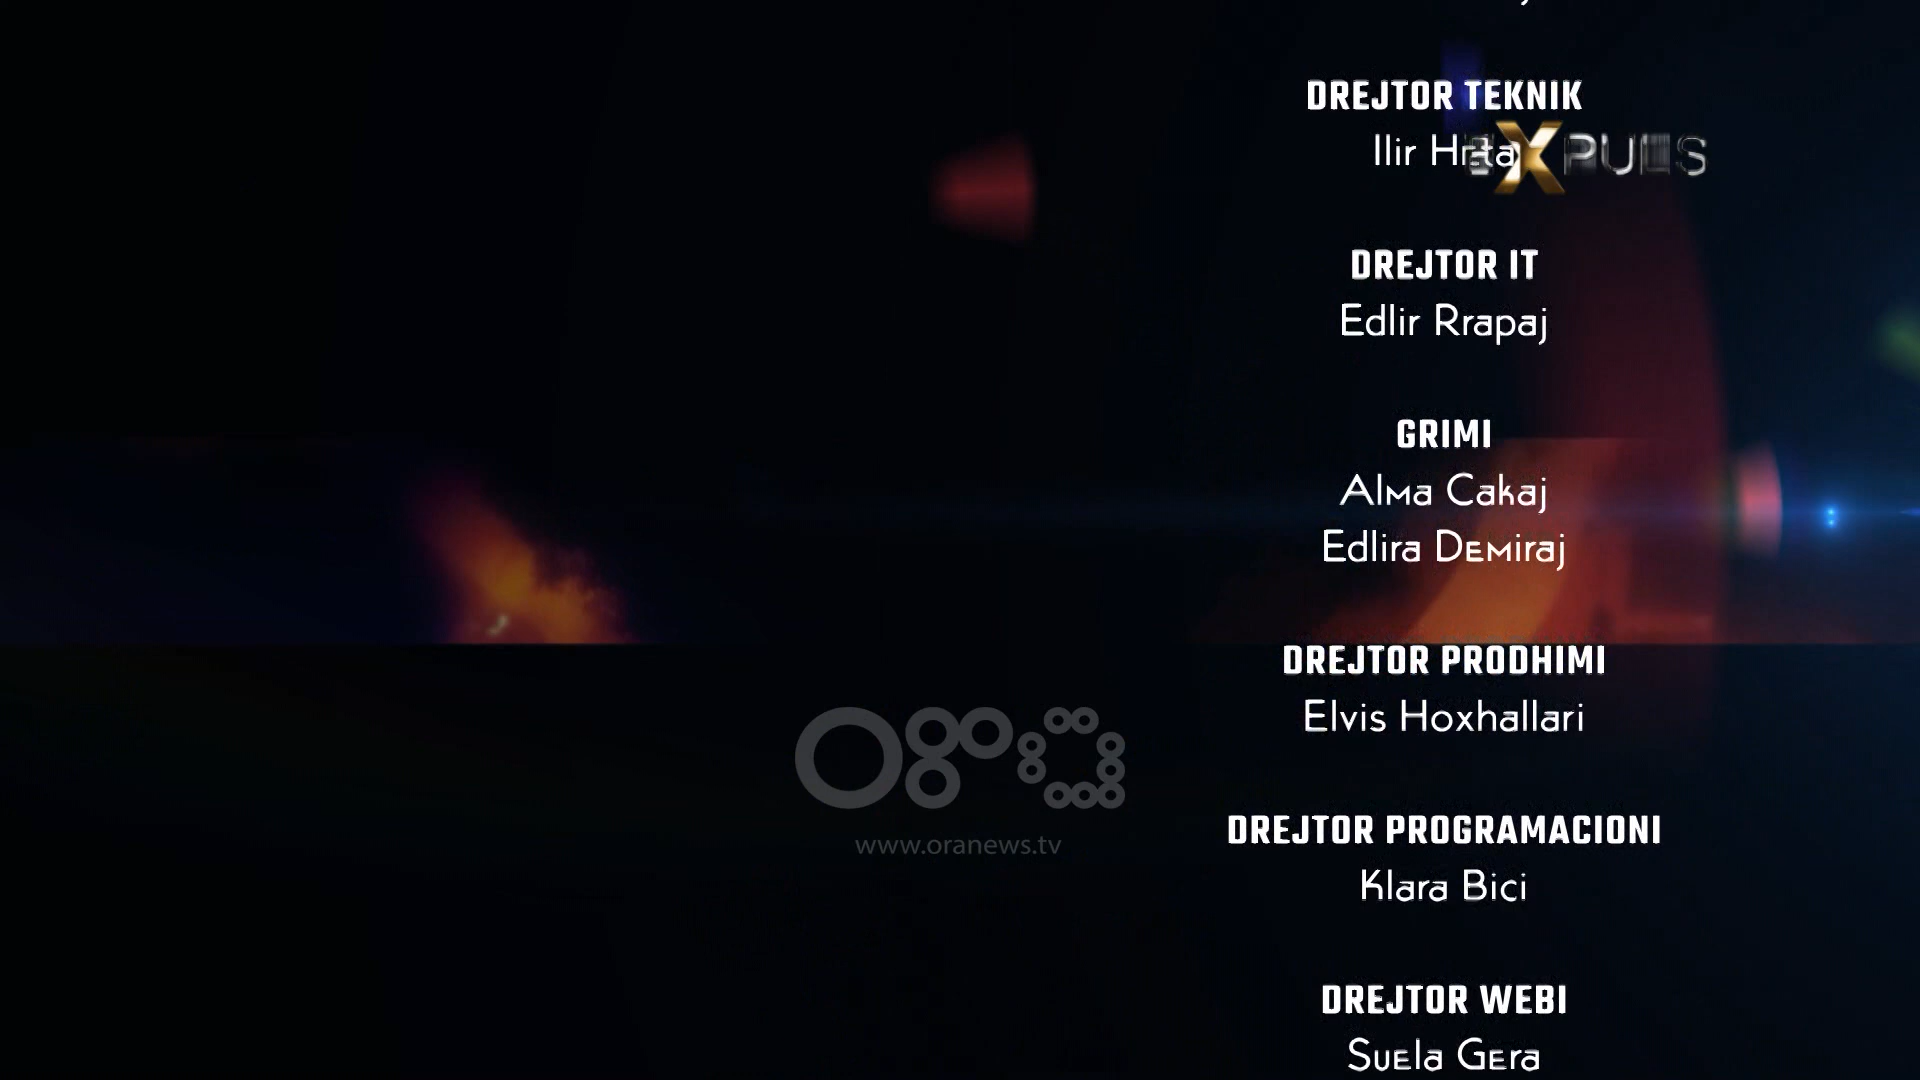 DREJTOR TEKNIK
Ilir
DREJTOR IT
Edlir Rrapaj
GRIMI
Alma Cakaj
Edlira Demiraj
DREJTOR PRODHIMI
Elvis Hoxhallari
ora
www.oranews.tv
DREJTOR PROGRAMACIONI
Klara Bici
DREJTOR WEBI
Suela Gera